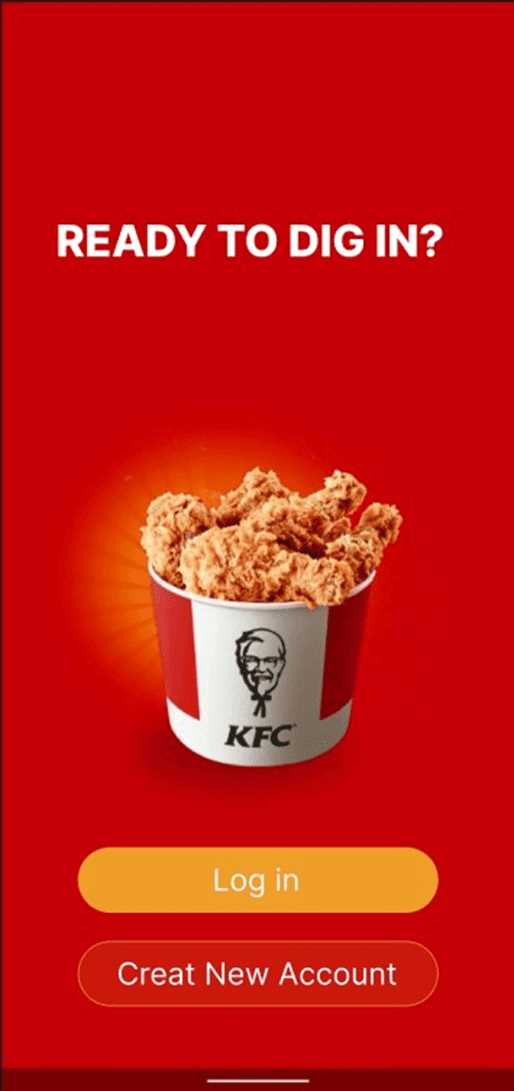 READY TO DIG IN?
KFC
Log in
Creat New Account